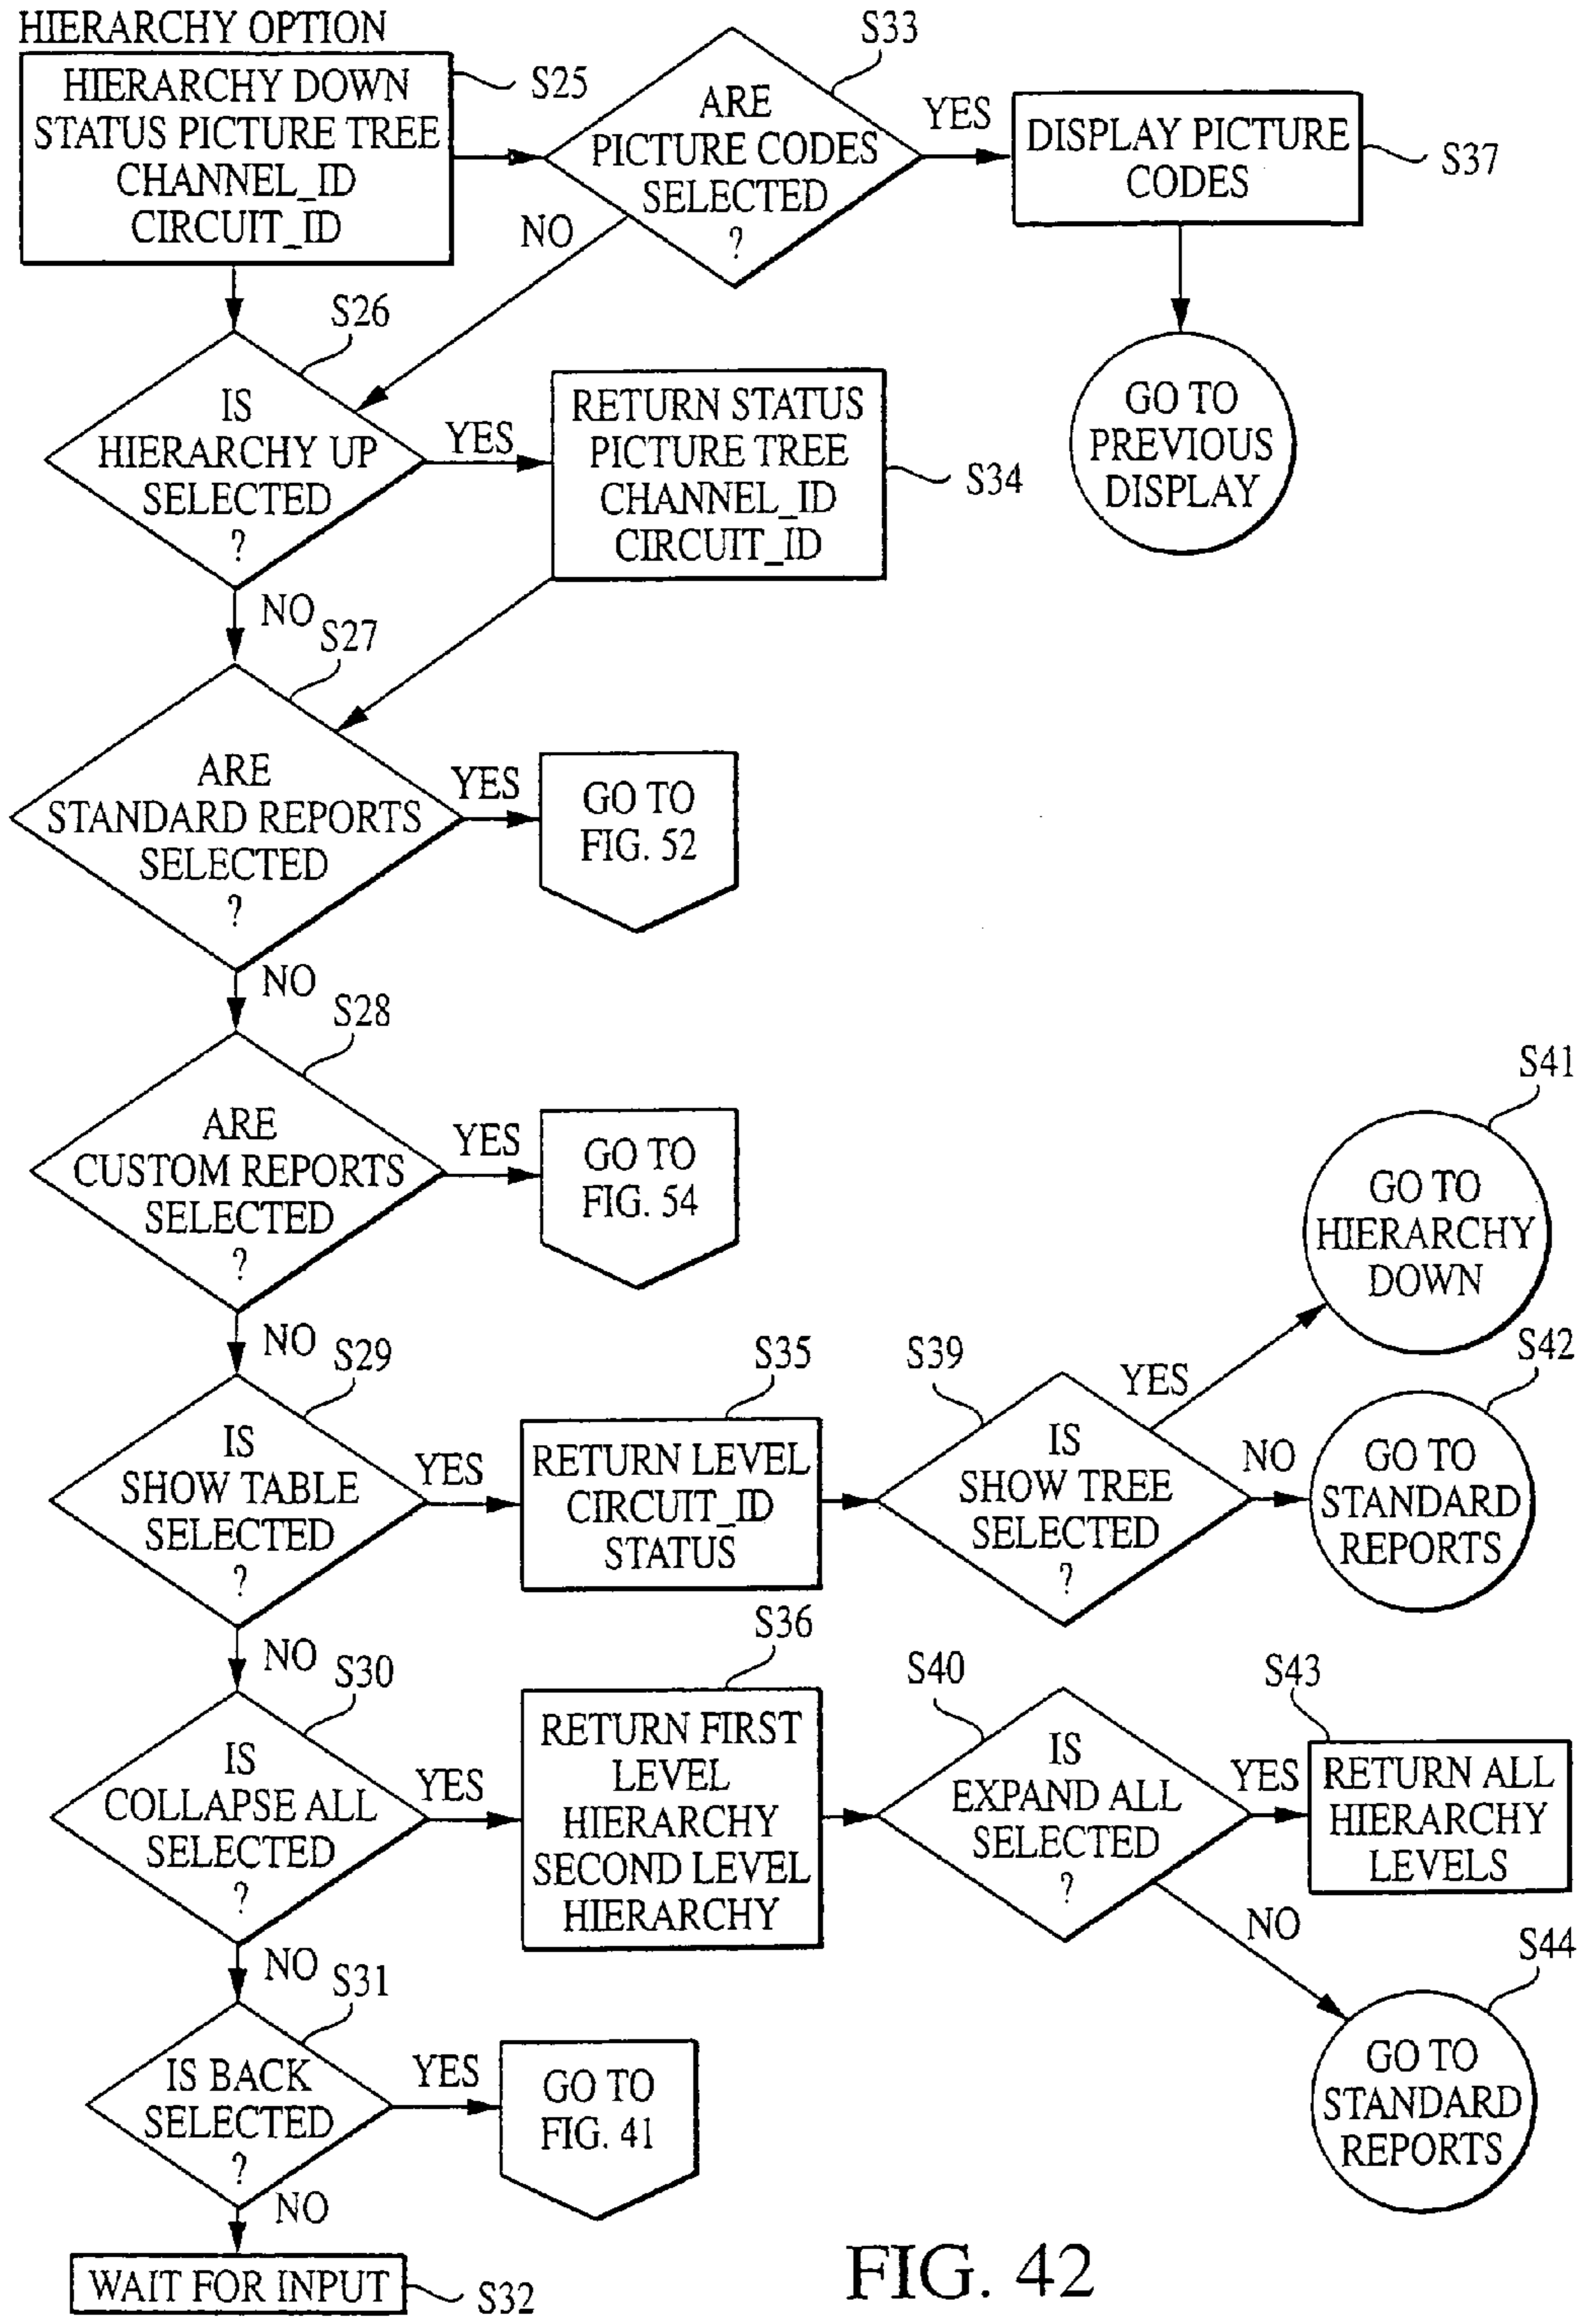 HIERARCHY OPTION
HIERARCHY DOWN
STATUS PICTURE TREE
CHANNEL_ID
CIRCUIT_ID
S25
S33
ARE
PICTURE CODES
SELECTED
?
YES
DISPLAY PICTURE
CODES
S37
NO
GO TO
PREVIOUS
DISPLAY
S26
IS
HIERARCHY UP
SELECTED
?
YES
RETURN STATUS
PICTURE TREE
CHANNEL_ID
CIRCUIT_ID
S34
NO
S27
ARE
STANDARD REPORTS
SELECTED
?
YES
GO TO
FIG. 52
NO
S28
ARE
CUSTOM REPORTS
SELECTED
?
YES
GO TO
FIG. 54
NO
S29
IS
SHOW TABLE
SELECTED
?
YES
S35
RETURN LEVEL
CIRCUIT_ID
STATUS
S39
IS
SHOW TREE
SELECTED
?
YES
S41
GO TO
HIERARCHY
DOWN
NO
S42
GO TO
STANDARD
REPORTS
NO
S30
IS
COLLAPSE ALL
SELECTED
?
YES
S36
RETURN FIRST
LEVEL
HIERARCHY
SECOND LEVEL
HIERARCHY
S40
IS
EXPAND ALL
SELECTED
?
YES
S43
RETURN ALL
HIERARCHY
LEVELS
NO
S44
GO TO
STANDARD
REPORTS
NO
S31
IS BACK
SELECTED
?
YES
GO TO
FIG. 41
NO
WAIT FOR INPUT
S32
FIG. 42